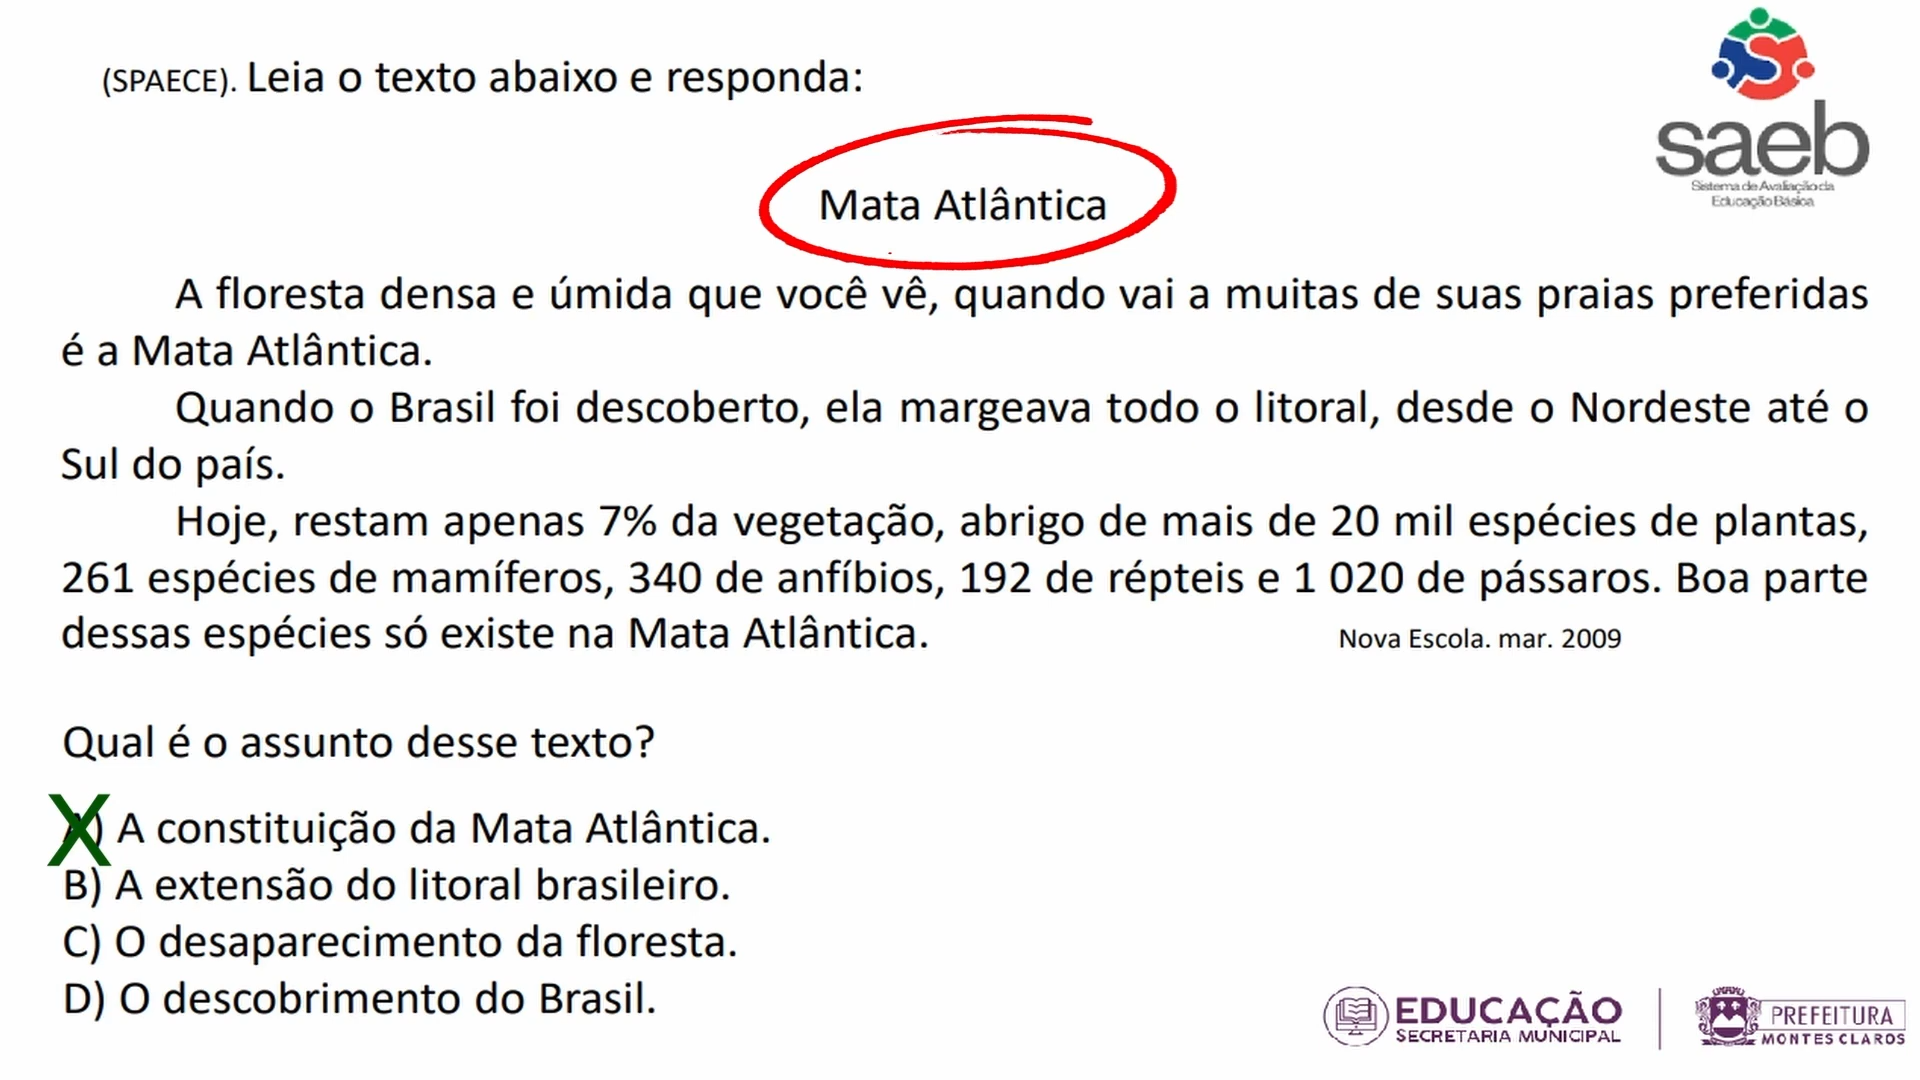 (SPAECE). Leia o texto abaixo e responda:
saeb
Sistema de Avaliação da
Educação Básica
Mata Atlântica
A floresta densa e úmida que você vê, quando vai a muitas de suas praias preferidas
é a Mata Atlântica.
Quando o Brasil foi descoberto, ela margeava todo o litoral, desde o Nordeste até o
Sul do país.
Hoje, restam apenas 7% da vegetação, abrigo de mais de 20 mil espécies de plantas,
261 espécies de mamíferos, 340 de anfíbios, 192 de répteis e 1 020 de pássaros. Boa parte
dessas espécies só existe na Mata Atlântica.
Nova Escola. mar. 2009
Qual é o assunto desse texto?
X
A) A constituição da Mata Atlântica.
B) A extensão do litoral brasileiro.
C) O desaparecimento da floresta.
D) O descobrimento do Brasil.
EDUCAÇÃO
SECRETARIA MUNICIPAL
PREFEITURA
MONTES CLAROS